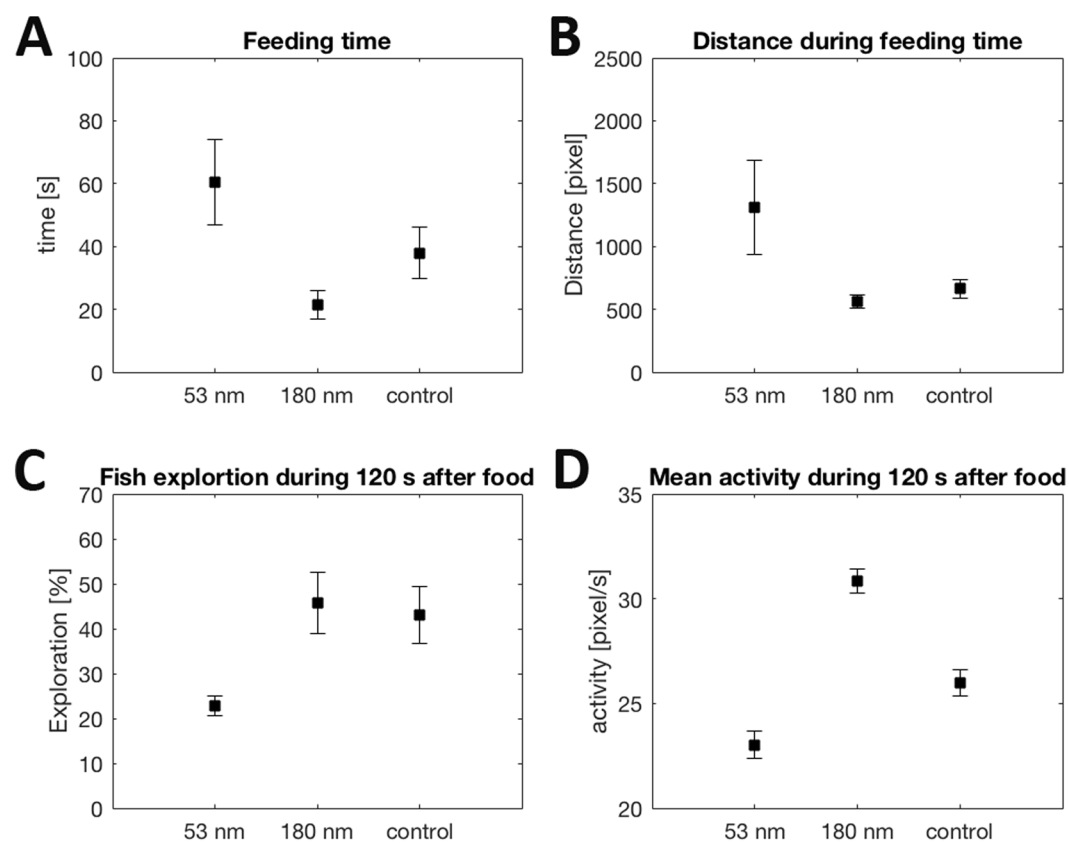 A
Feeding time
100
80
60
40
20
0
time [s]
53 nm
180 nm
control
B
Distance during feeding time
2500
2000
1500
1000
500
0
Distance [pixel]
53 nm
180 nm
control
C
Fish explortion during 120 s after food
70
60
50
40
30
20
10
0
Exploration [%]
53 nm
180 nm
control
D
Mean activity during 120 s after food
35
30
25
20
activity [pixel/s]
53 nm
180 nm
control